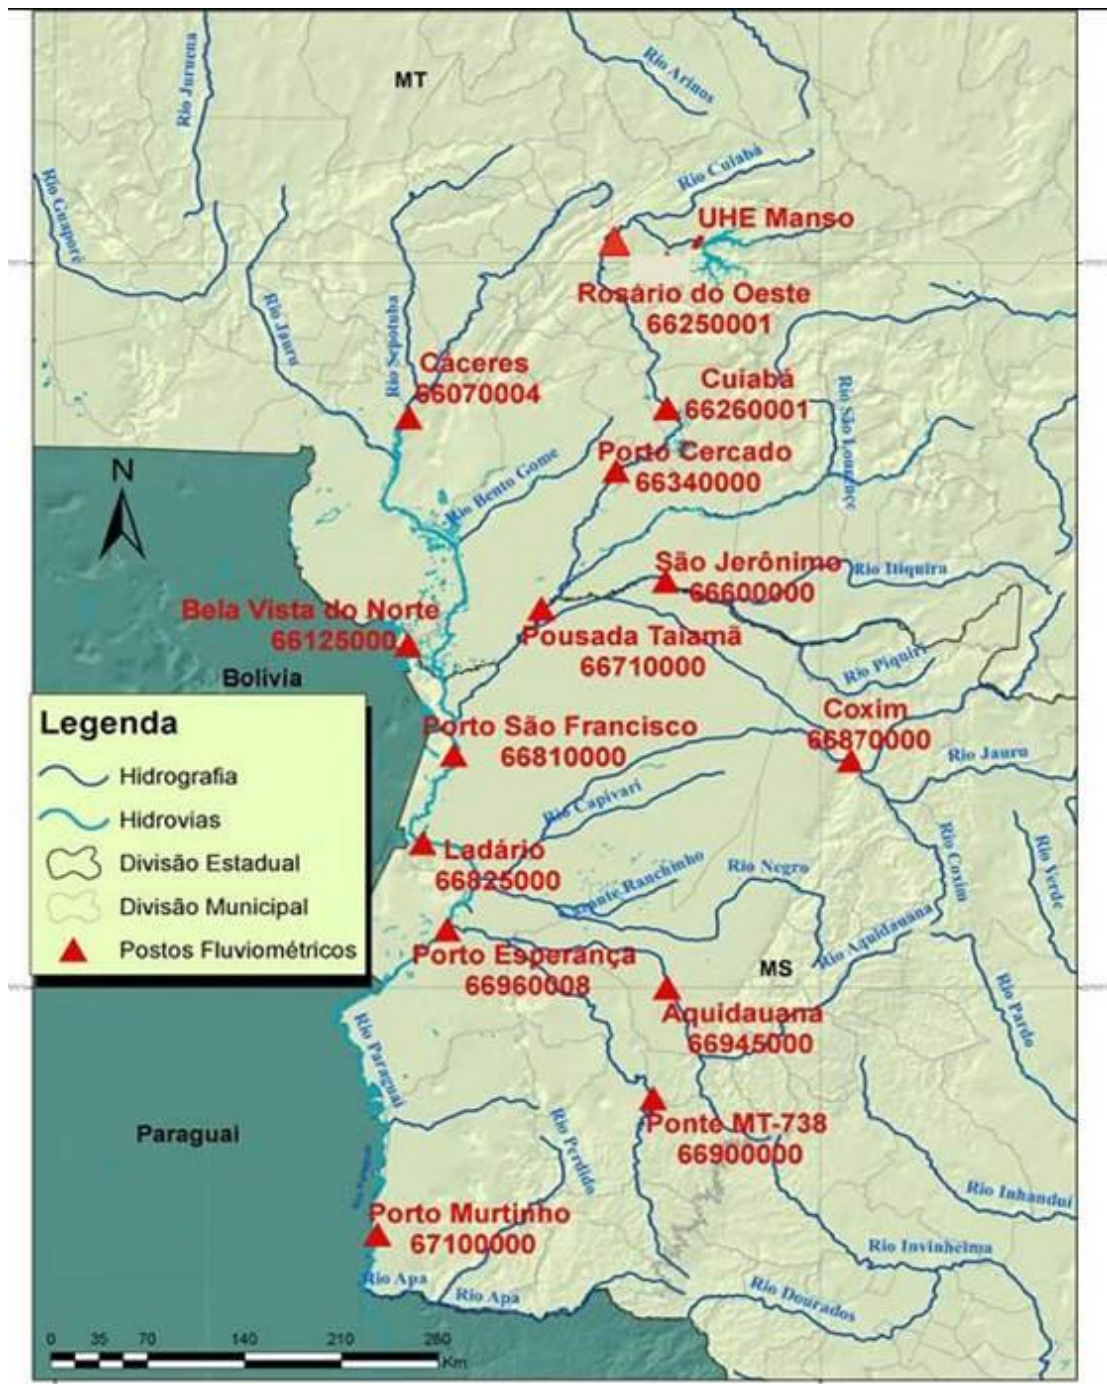 MT
Rio Juruena
Rio Arinos
Rio Guaporé
Rio Cuiabá
UHE Manso
Rosário do Oeste
66250001
Rio Jauru
Rio Sepotuba
Cáceres
66070004
Cuiabá
66260001
Rio São Lourenço
Porto Cercado
66340000
Rio Bento Gome
N
São Jerônimo
66600000
Rio Itiquira
Bela Vista do Norte
66125000
Pousada Taiamã
66710000
Rio Piquiri
Bolívia
Coxim
66870000
Rio Jauru
Porto São Francisco
66810000
Legenda
Hidrografia
Hidrovias
Divisão Estadual
Divisão Municipal
Postos Fluviométricos
Rio Capivari
Ladário
66825000
Rio Coxim
Rio Verde
Rio Negro
Ranchinho
Rio Aquidauana
Porto Esperança
66960008
MS
Rio Pardo
Aquidauana
66945000
Rio Paraguai
Paraguai
Ponte MT-738
66900000
Rio Perdido
Rio Inhanduí
Porto Murtinho
67100000
Rio Invinheima
Rio Apa
Rio Apa
Rio Dourados
0 35 70 140 210 280
Km